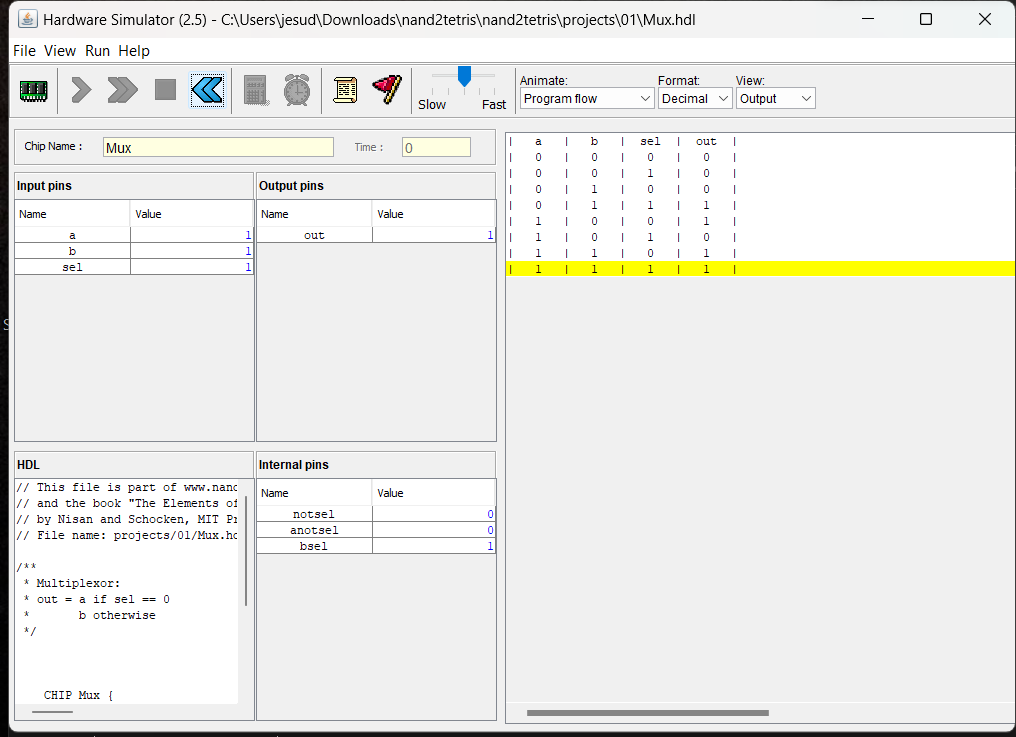 Hardware Simulator (2.5) - C:\Users\jesud\Downloads\nand2tetris\nand2tetris\projects\01\Mux.hdl
File View Run Help
Slow Fast
Animate: Format: View:
Program flow Decimal Output
Chip Name : Mux Time : 0
Input pins
Name Value
a 1
b 1
sel 1
Output pins
Name Value
out 1
HDL
// This file is part of www.nand
// and the book "The Elements of
// by Nisan and Schocken, MIT Pr
// File name: projects/01/Mux.hd
/**
* Multiplexor:
* out = a if sel == 0
* b otherwise
*/
CHIP Mux {
Internal pins
Name Value
notsel 0
anotsel 0
bsel 1
| a | b | sel | out |
| 0 | 0 | 0 | 0 |
| 0 | 0 | 1 | 0 |
| 0 | 1 | 0 | 0 |
| 0 | 1 | 1 | 1 |
| 1 | 0 | 0 | 1 |
| 1 | 0 | 1 | 0 |
| 1 | 1 | 0 | 1 |
| 1 | 1 | 1 | 1 |